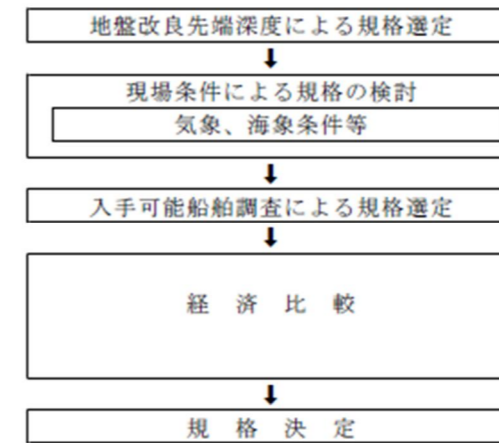 地盤改良先端深度による規格選定
現場条件による規格の検討
気象、海象条件等
入手可能船舶調査による規格選定
経 済 比 較
規 格 決 定